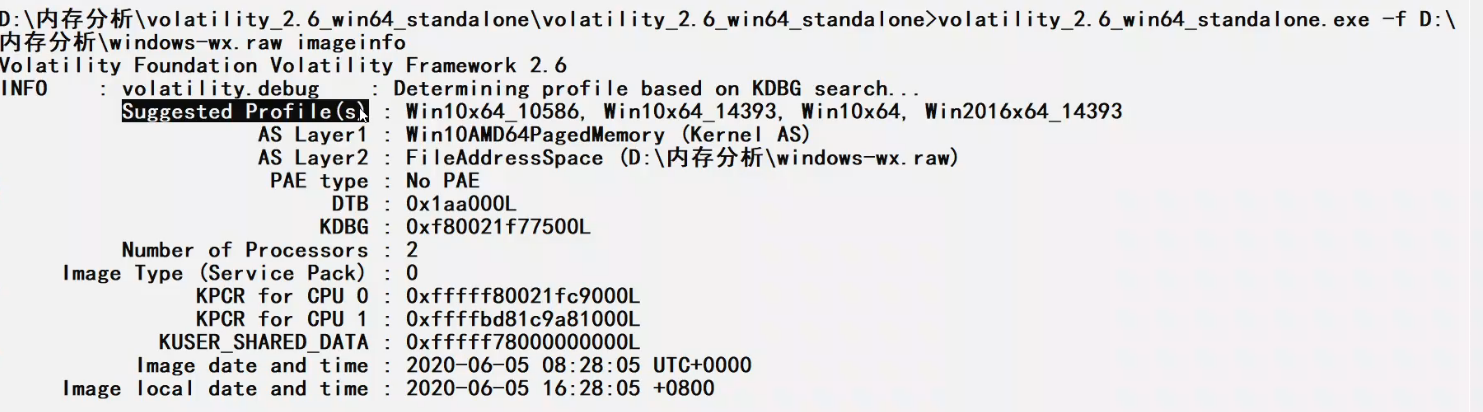 D:\内存分析\volatility_2.6_win64_standalone\volatility_2.6_win64_standalone>volatility_2.6_win64_standalone.exe -f D:\
内存分析\windows-wx.raw imageinfo
Volatility Foundation Volatility Framework 2.6
INFO    : volatility.debug    : Determining profile based on KDBG search...
Suggested Profile(s) : Win10x64_10586, Win10x64_14393, Win10x64, Win2016x64_14393
AS Layer1 : Win10AMD64PagedMemory (Kernel AS)
AS Layer2 : FileAddressSpace (D:\内存分析\windows-wx.raw)
PAE type : No PAE
DTB : 0x1aa000L
KDBG : 0xf80021f77500L
Number of Processors : 2
Image Type (Service Pack) : 0
KPCR for CPU 0 : 0xfffff80021fc9000L
KPCR for CPU 1 : 0xffffbd81c9a81000L
KUSER_SHARED_DATA : 0xfffff78000000000L
Image date and time : 2020-06-05 08:28:05 UTC+0000
Image local date and time : 2020-06-05 16:28:05 +0800